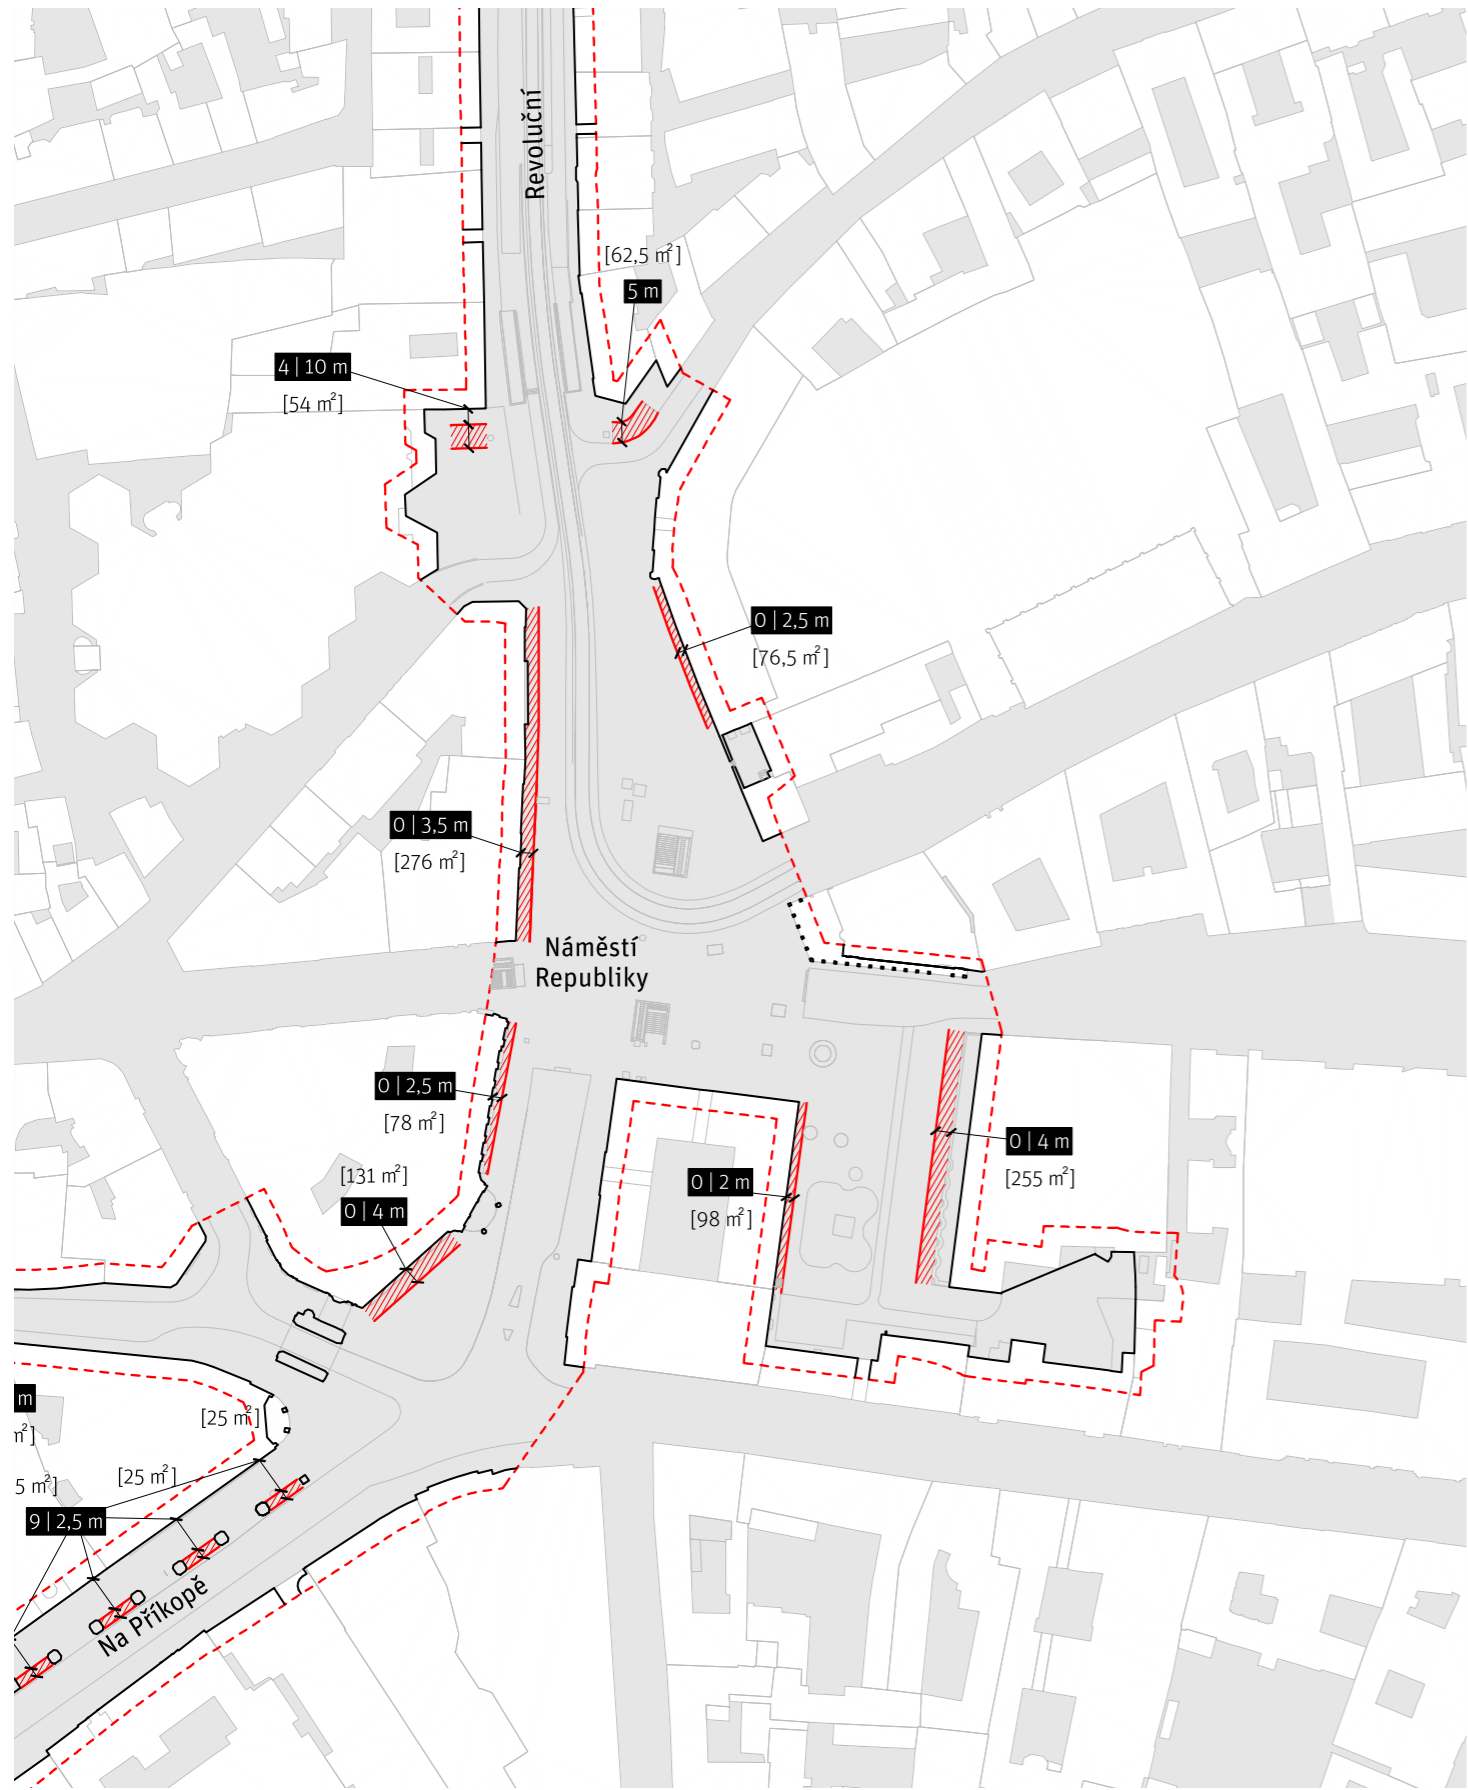 Revoluční
[62,5 m²]
5 m
4 | 10 m
[54 m²]
0 | 2,5 m
[76,5 m²]
0 | 3,5 m
[276 m²]
Náměstí
Republiky
0 | 2,5 m
[78 m²]
[131 m²]
0 | 4 m
0 | 4 m
[255 m²]
0 | 2 m
[98 m²]
m
m²]
[25 m²]
[25 m²]
5 m²]
9 | 2,5 m
Na Příkopě